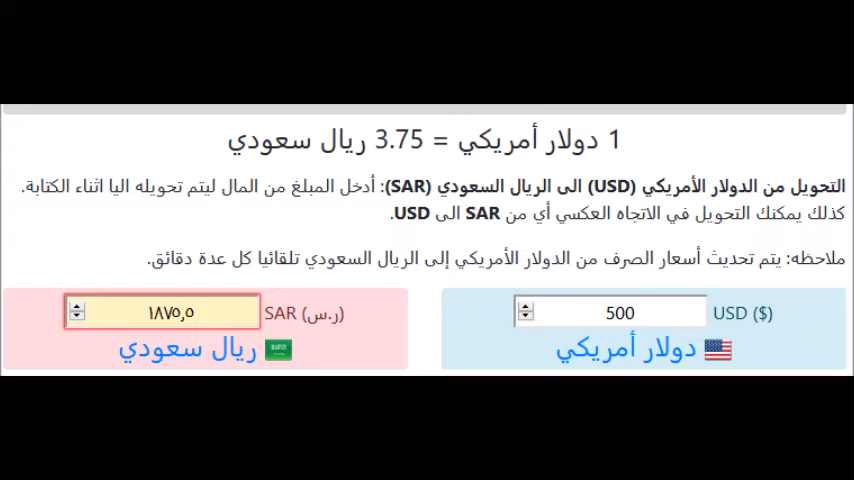 1 دولار أمريكي = 3.75 ريال سعودي
التحويل من الدولار الأمريكي (USD) الى الريال السعودي (SAR): أدخل المبلغ من المال ليتم تحويله اليا اثناء الكتابة.
كذلك يمكنك التحويل في الاتجاه العكسي أي من SAR الى USD.
ملاحظه: يتم تحديث أسعار الصرف من الدولار الأمريكي إلى الريال السعودي تلقائيا كل عدة دقائق.
USD ($) 500
دولار أمريكي
SAR (ر.س) ١٨٧٥,٥
ريال سعودي